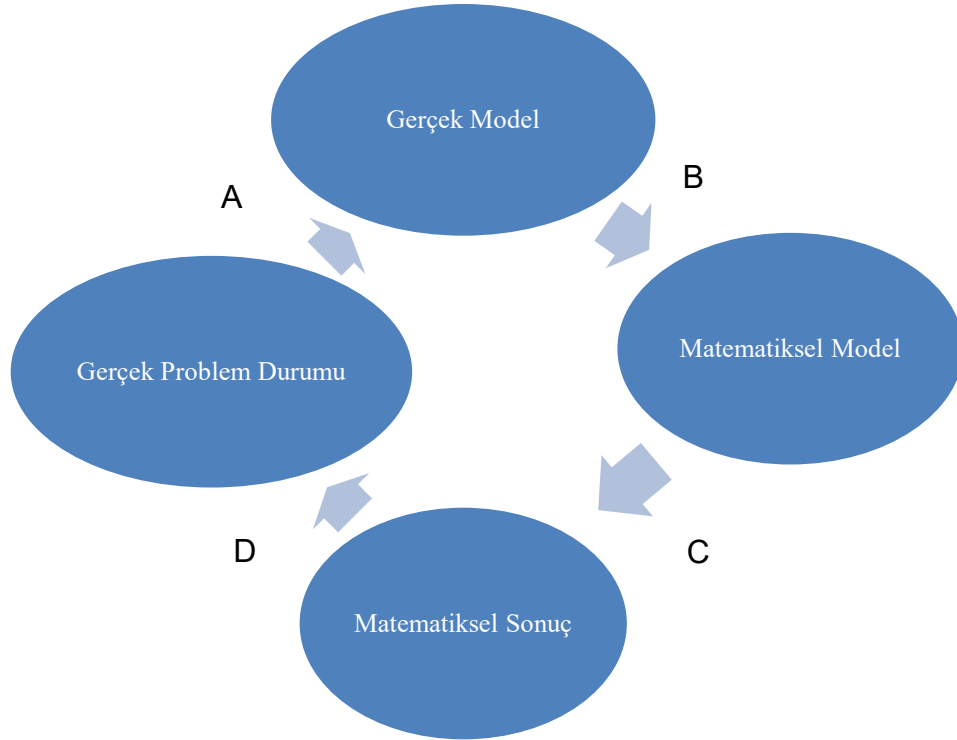 Gerçek Model
A
B
Gerçek Problem Durumu
Matematiksel Model
D
C
Matematiksel Sonuç